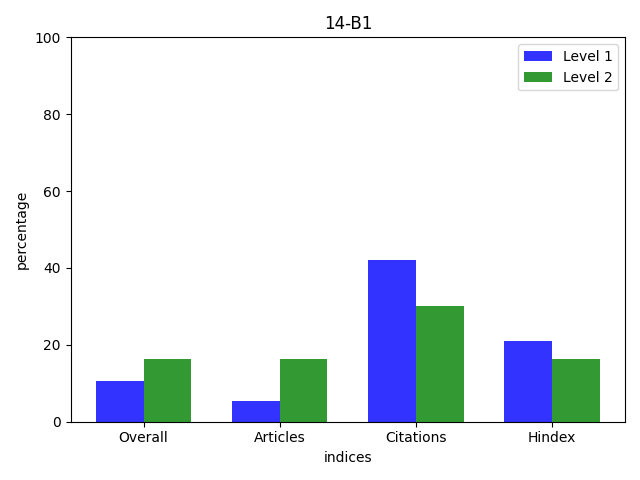 14-B1
100
80
60
40
20
0
percentage
Level 1
Level 2
Overall
Articles
Citations
Hindex
indices